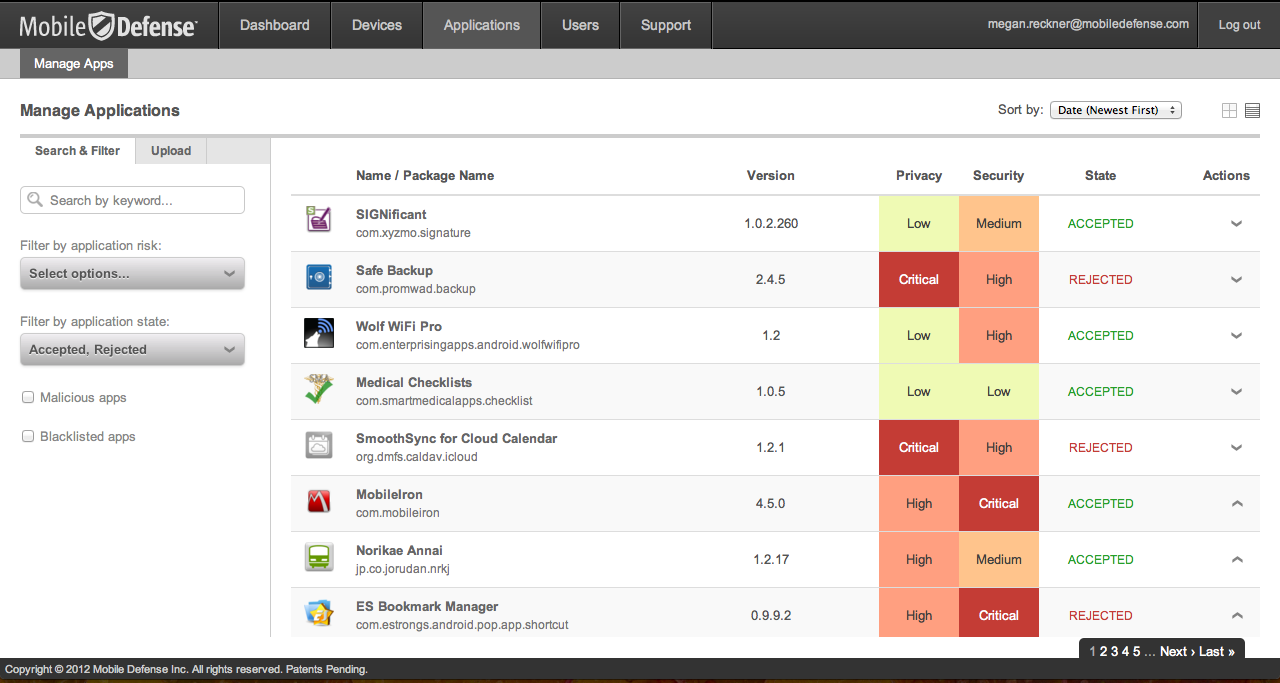 MobileDefense Dashboard Devices Applications Users Support megan.reckner@mobiledefense.com Log out
Manage Apps
Manage Applications
Sort by: Date (Newest First)
Search & Filter Upload
Search by keyword...
Filter by application risk:
Select options...
Filter by application state:
Accepted, Rejected
Malicious apps
Blacklisted apps
Name / Package Name Version Privacy Security State Actions
SIGNificant
com.xyzmo.signature
1.0.2.260 Low Medium ACCEPTED
Safe Backup
com.promwad.backup
2.4.5 Critical High REJECTED
Wolf WiFi Pro
com.enterprisingapps.android.wolfwifipro
1.2 Low High ACCEPTED
Medical Checklists
com.smartmedicalapps.checklist
1.0.5 Low Low ACCEPTED
SmoothSync for Cloud Calendar
org.dmfs.caldav.icloud
1.2.1 Critical High REJECTED
MobileIron
com.mobileiron
4.5.0 High Critical ACCEPTED
Norikae Annai
jp.co.jorudan.nrkj
1.2.17 High Medium ACCEPTED
ES Bookmark Manager
com.estrongs.android.pop.app.shortcut
0.9.9.2 High Critical REJECTED
1 2 3 4 5 ... Next › Last »
Copyright © 2012 Mobile Defense Inc. All rights reserved. Patents Pending.